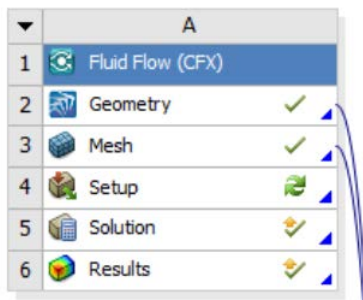 A
1 Fluid Flow (CFX)
2 Geometry
3 Mesh
4 Setup
5 Solution
6 Results